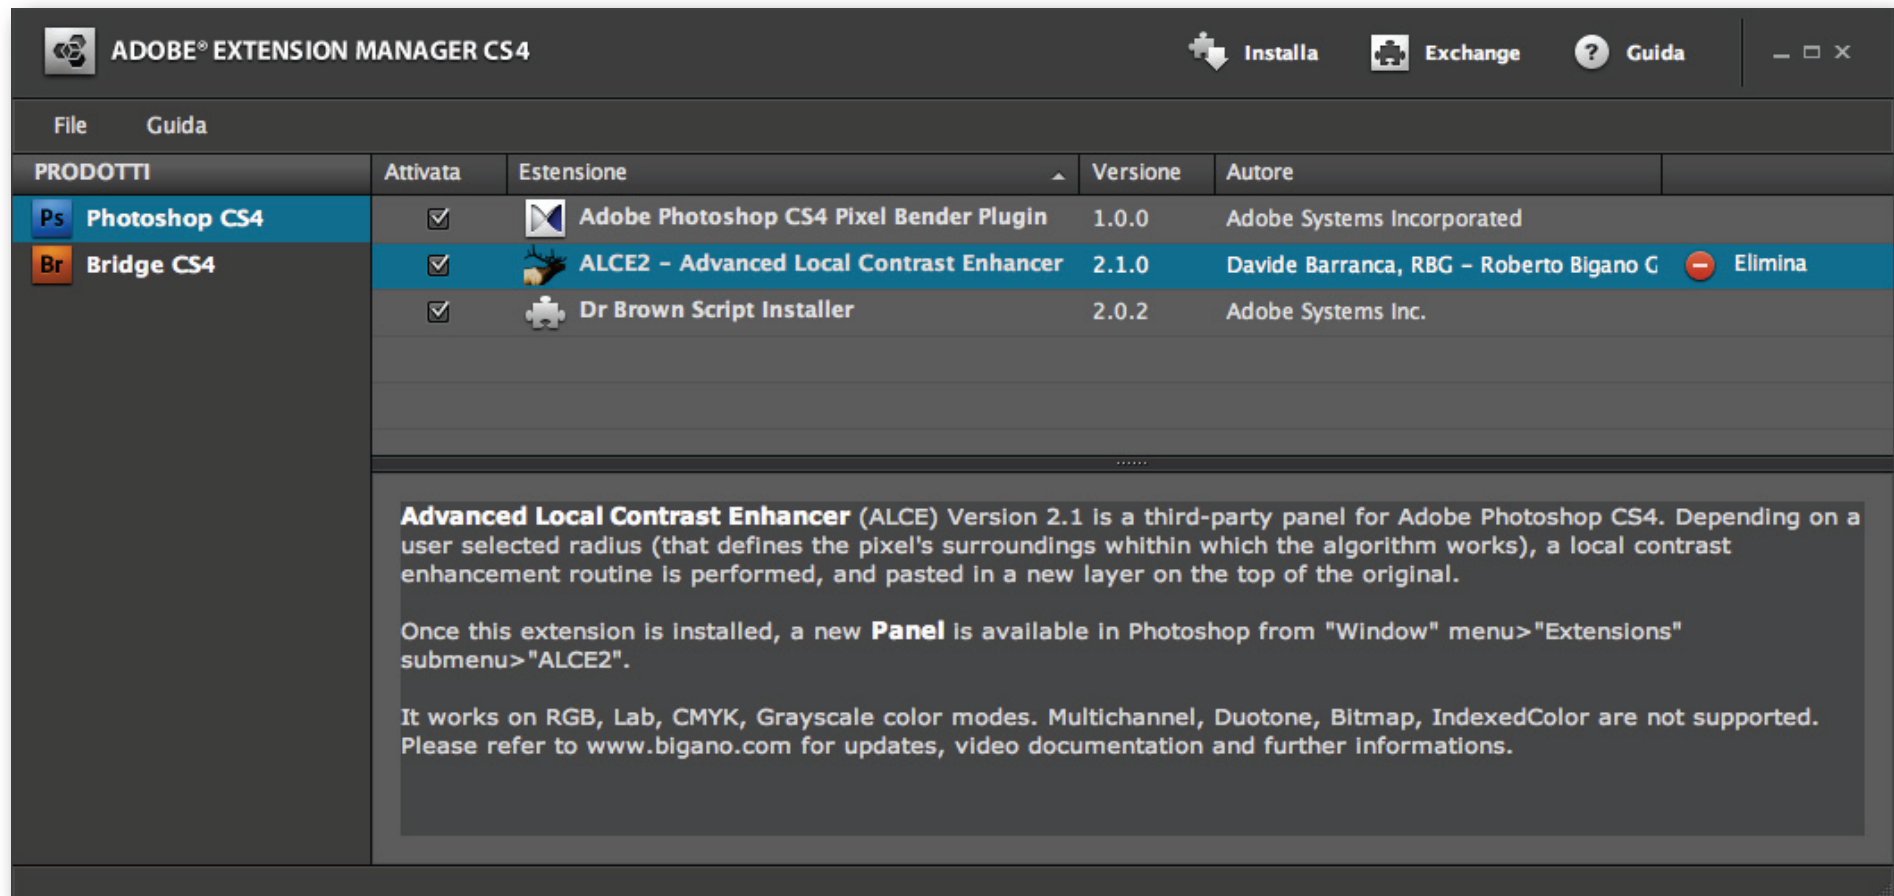 ADOBE® EXTENSION MANAGER CS4 Installa Exchange ? Guida
File Guida
PRODOTTI Attivata Estensione Versione Autore
Ps Photoshop CS4 Adobe Photoshop CS4 Pixel Bender Plugin 1.0.0 Adobe Systems Incorporated
Br Bridge CS4 ALCE2 – Advanced Local Contrast Enhancer 2.1.0 Davide Barranca, RBG – Roberto Bigano G Elimina
Dr Brown Script Installer 2.0.2 Adobe Systems Inc.
Advanced Local Contrast Enhancer (ALCE) Version 2.1 is a third-party panel for Adobe Photoshop CS4. Depending on a
user selected radius (that defines the pixel's surroundings whithin which the algorithm works), a local contrast
enhancement routine is performed, and pasted in a new layer on the top of the original.
Once this extension is installed, a new Panel is available in Photoshop from "Window" menu>"Extensions"
submenu>"ALCE2".
It works on RGB, Lab, CMYK, Grayscale color modes. Multichannel, Duotone, Bitmap, IndexedColor are not supported.
Please refer to www.bigano.com for updates, video documentation and further informations.